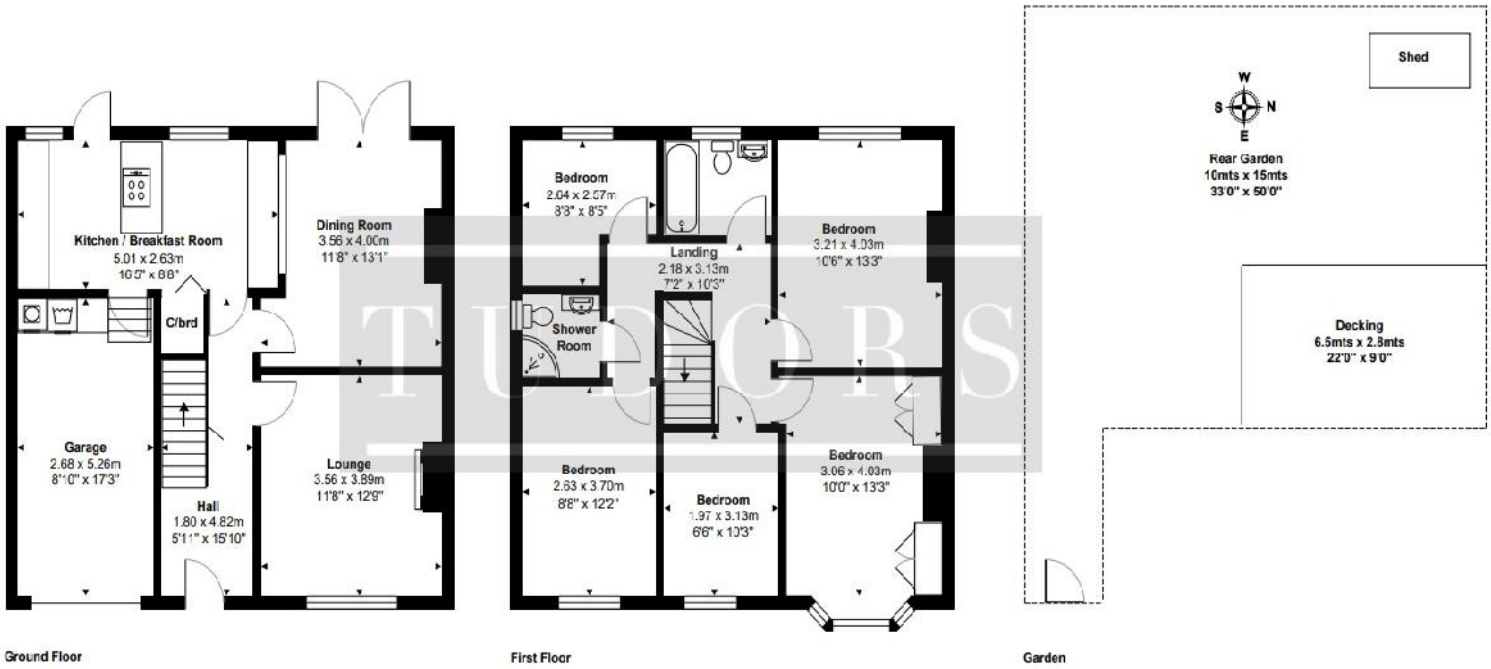 Kitchen / Breakfast Room
5.01 x 2.63m
16'5" x 8'8"
Dining Room
3.56 x 4.00m
11'8" x 13'1"
C/brd
Garage
2.68 x 5.26m
8'10" x 17'3"
Hall
1.80 x 4.82m
5'11" x 15'10"
Lounge
3.56 x 3.89m
11'8" x 12'9"
Ground Floor
Bedroom
2.64 x 2.57m
8'8" x 8'5"
Landing
2.18 x 3.13m
7'2" x 10'3"
Bedroom
3.21 x 4.03m
10'6" x 13'3"
Shower
Room
Bedroom
2.63 x 3.70m
8'8" x 12'2"
Bedroom
1.97 x 3.13m
6'6" x 10'3"
Bedroom
3.06 x 4.03m
10'0" x 13'3"
First Floor
TUDORS
Shed
W
S N
E
Rear Garden
10mts x 15mts
33'0" x 50'0"
Decking
6.5mts x 2.8mts
22'0" x 9'0"
Garden